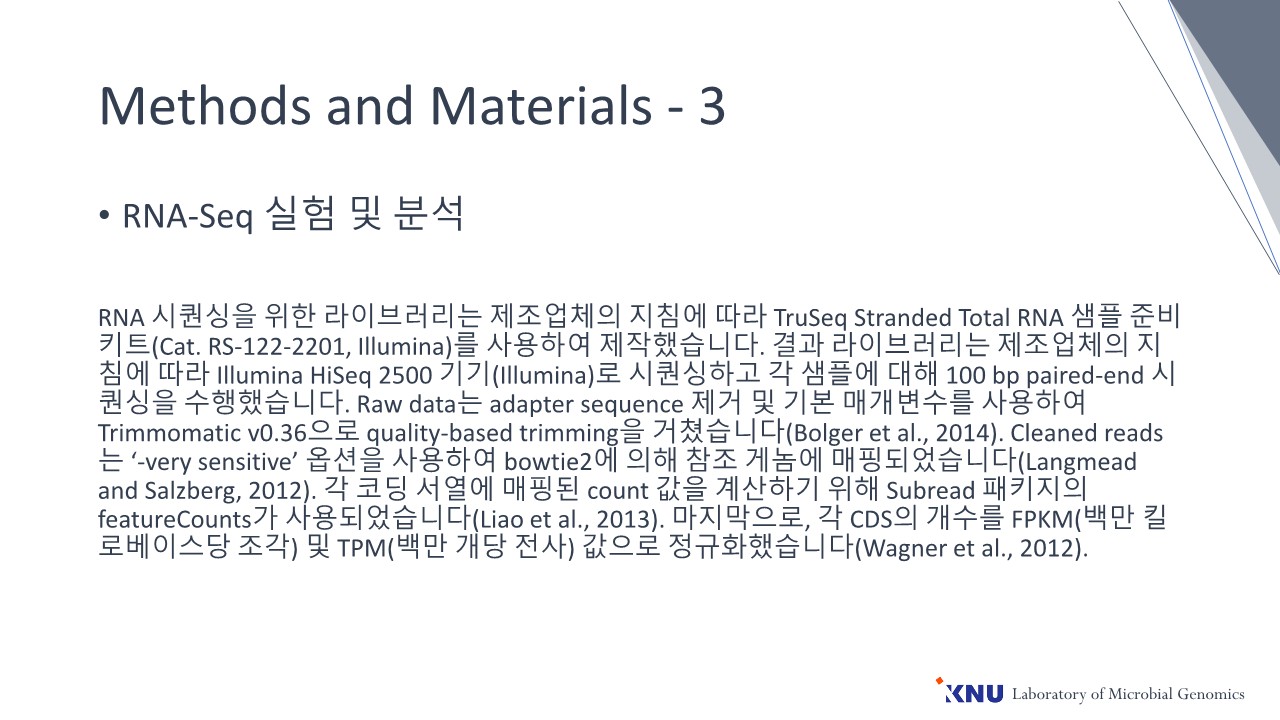 Methods and Materials - 3
• RNA-Seq 실험 및 분석
RNA 시퀀싱을 위한 라이브러리는 제조업체의 지침에 따라 TruSeq Stranded Total RNA 샘플 준비
키트(Cat. RS-122-2201, Illumina)를 사용하여 제작했습니다. 결과 라이브러리는 제조업체의 지
침에 따라 Illumina HiSeq 2500 기기(Illumina)로 시퀀싱하고 각 샘플에 대해 100 bp paired-end 시
퀀싱을 수행했습니다. Raw data는 adapter sequence 제거 및 기본 매개변수를 사용하여
Trimmomatic v0.36으로 quality-based trimming을 거쳤습니다(Bolger et al., 2014). Cleaned reads
는 ‘-very sensitive’ 옵션을 사용하여 bowtie2에 의해 참조 게놈에 매핑되었습니다(Langmead
and Salzberg, 2012). 각 코딩 서열에 매핑된 count 값을 계산하기 위해 Subread 패키지의
featureCounts가 사용되었습니다(Liao et al., 2013). 마지막으로, 각 CDS의 개수를 FPKM(백만 킬
로베이스당 조각) 및 TPM(백만 개당 전사) 값으로 정규화했습니다(Wagner et al., 2012).
KNU Laboratory of Microbial Genomics